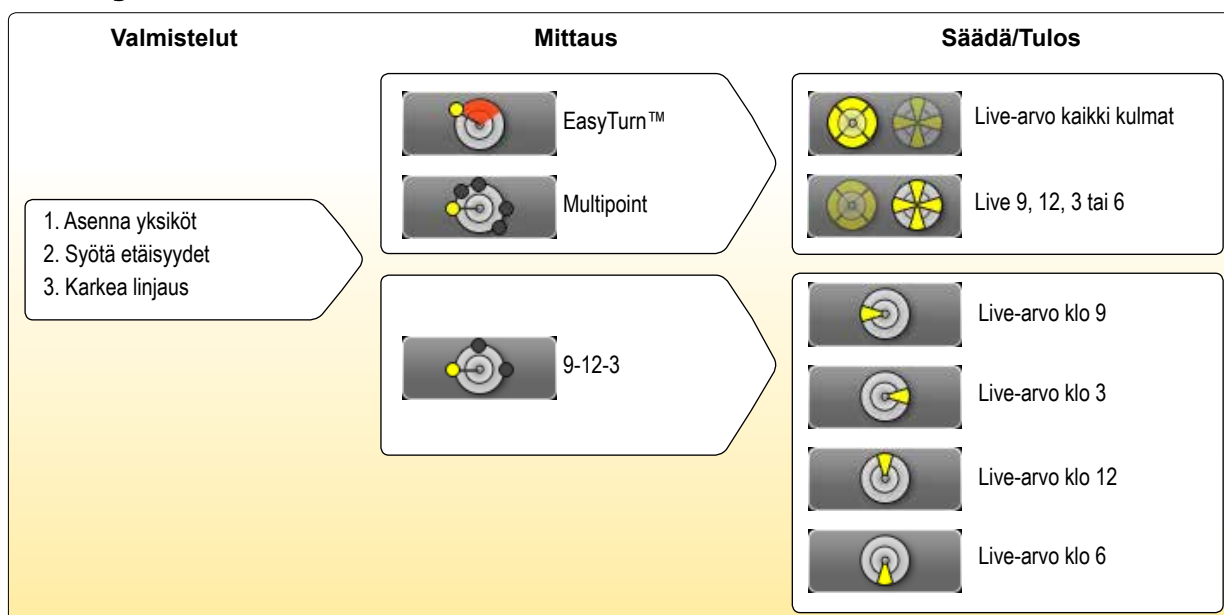 Valmistelut
Mittaus
Säädä/Tulos
1. Asenna yksiköt
2. Syötä etäisyydet
3. Karkea linjaus
EasyTurn™
Multipoint
9-12-3
Live-arvo kaikki kulmat
Live 9, 12, 3 tai 6
Live-arvo klo 9
Live-arvo klo 3
Live-arvo klo 12
Live-arvo klo 6